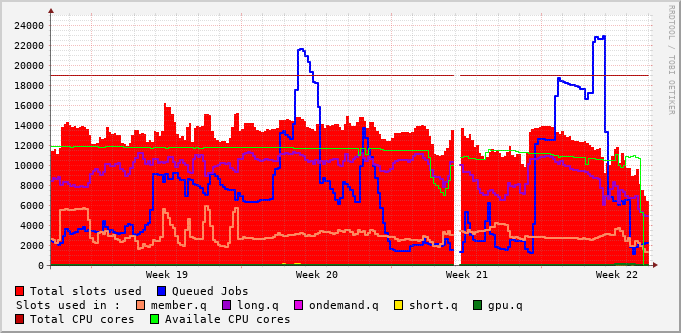 RRDTOOL / TOBI OETIKER
24000
22000
20000
18000
16000
14000
12000
10000
8000
6000
4000
2000
0
Week 19 Week 20 Week 21 Week 22
Total slots used Queued Jobs
Slots used in : member.q long.q ondemand.q short.q gpu.q
Total CPU cores Availale CPU cores